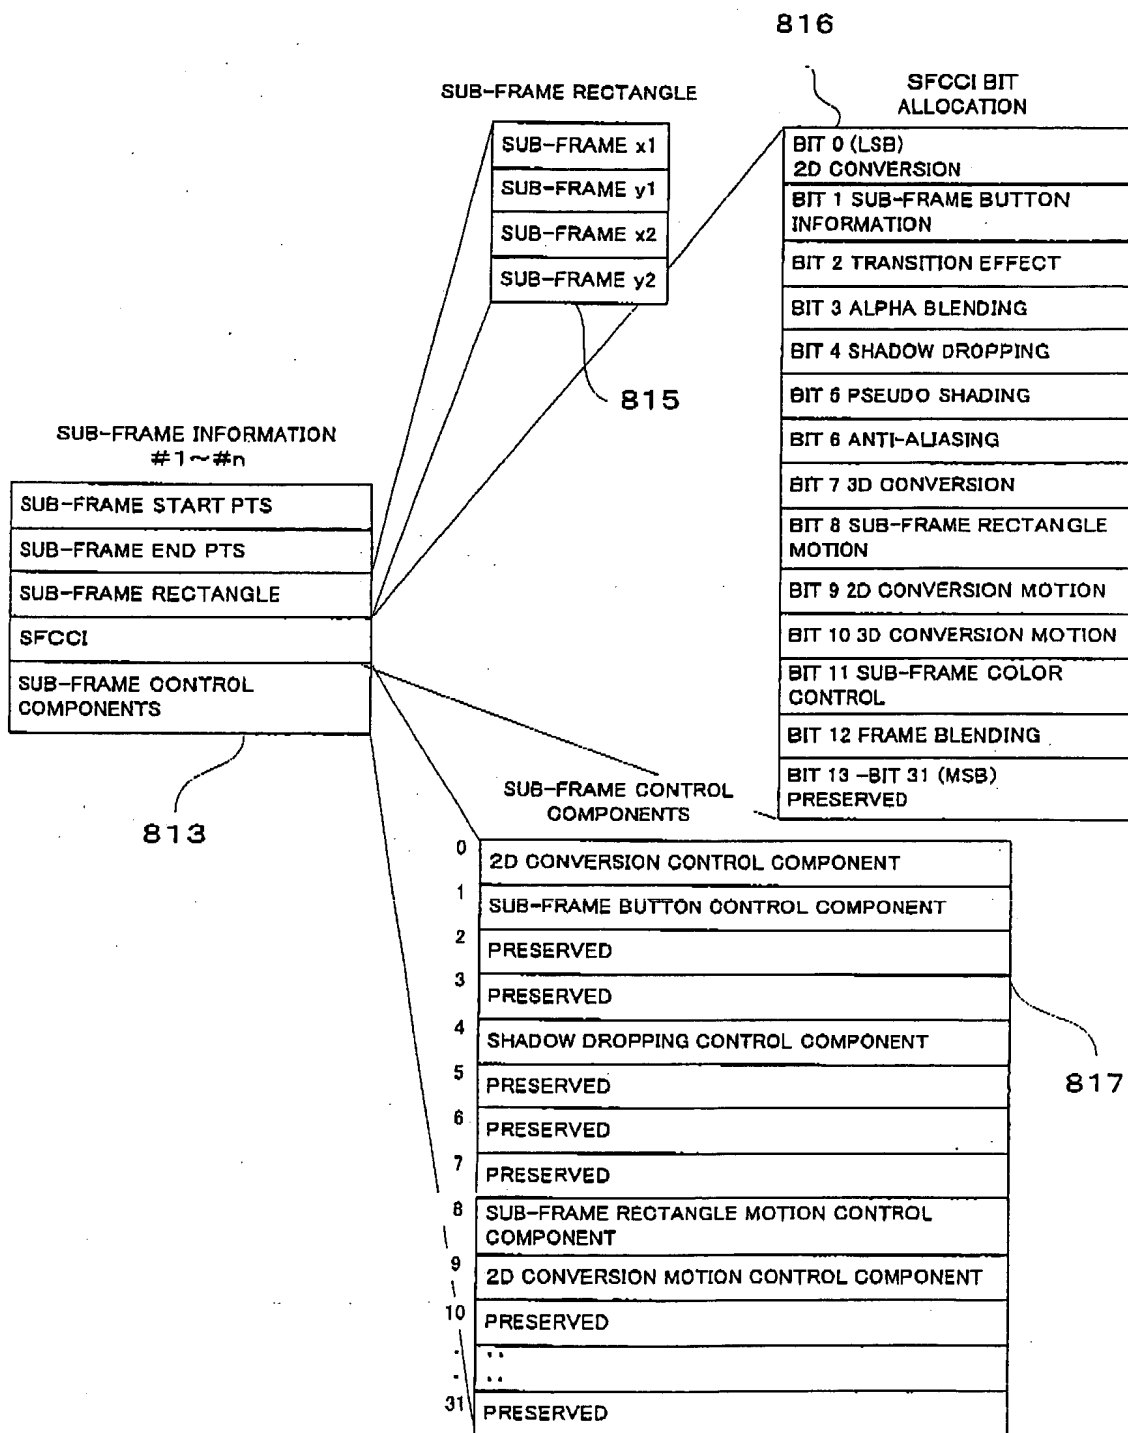 816
SUB-FRAME RECTANGLE
SFCCI BIT
ALLOCATION
SUB-FRAME x1
SUB-FRAME y1
SUB-FRAME x2
SUB-FRAME y2
815
BIT 0 (LSB)
2D CONVERSION
BIT 1 SUB-FRAME BUTTON
INFORMATION
BIT 2 TRANSITION EFFECT
BIT 3 ALPHA BLENDING
BIT 4 SHADOW DROPPING
BIT 5 PSEUDO SHADING
BIT 6 ANTI-ALIASING
BIT 7 3D CONVERSION
BIT 8 SUB-FRAME RECTANGLE
MOTION
BIT 9 2D CONVERSION MOTION
BIT 10 3D CONVERSION MOTION
BIT 11 SUB-FRAME COLOR
CONTROL
BIT 12 FRAME BLENDING
BIT 13 -BIT 31 (MSB)
PRESERVED
SUB-FRAME INFORMATION
#1~#n
SUB-FRAME START PTS
SUB-FRAME END PTS
SUB-FRAME RECTANGLE
SFCCI
SUB-FRAME CONTROL
COMPONENTS
813
SUB-FRAME CONTROL
COMPONENTS
0 2D CONVERSION CONTROL COMPONENT
1 SUB-FRAME BUTTON CONTROL COMPONENT
2 PRESERVED
3 PRESERVED
4 SHADOW DROPPING CONTROL COMPONENT
5 PRESERVED
6 PRESERVED
7 PRESERVED
8 SUB-FRAME RECTANGLE MOTION CONTROL
COMPONENT
9 2D CONVERSION MOTION CONTROL COMPONENT
10 PRESERVED
31 PRESERVED
817